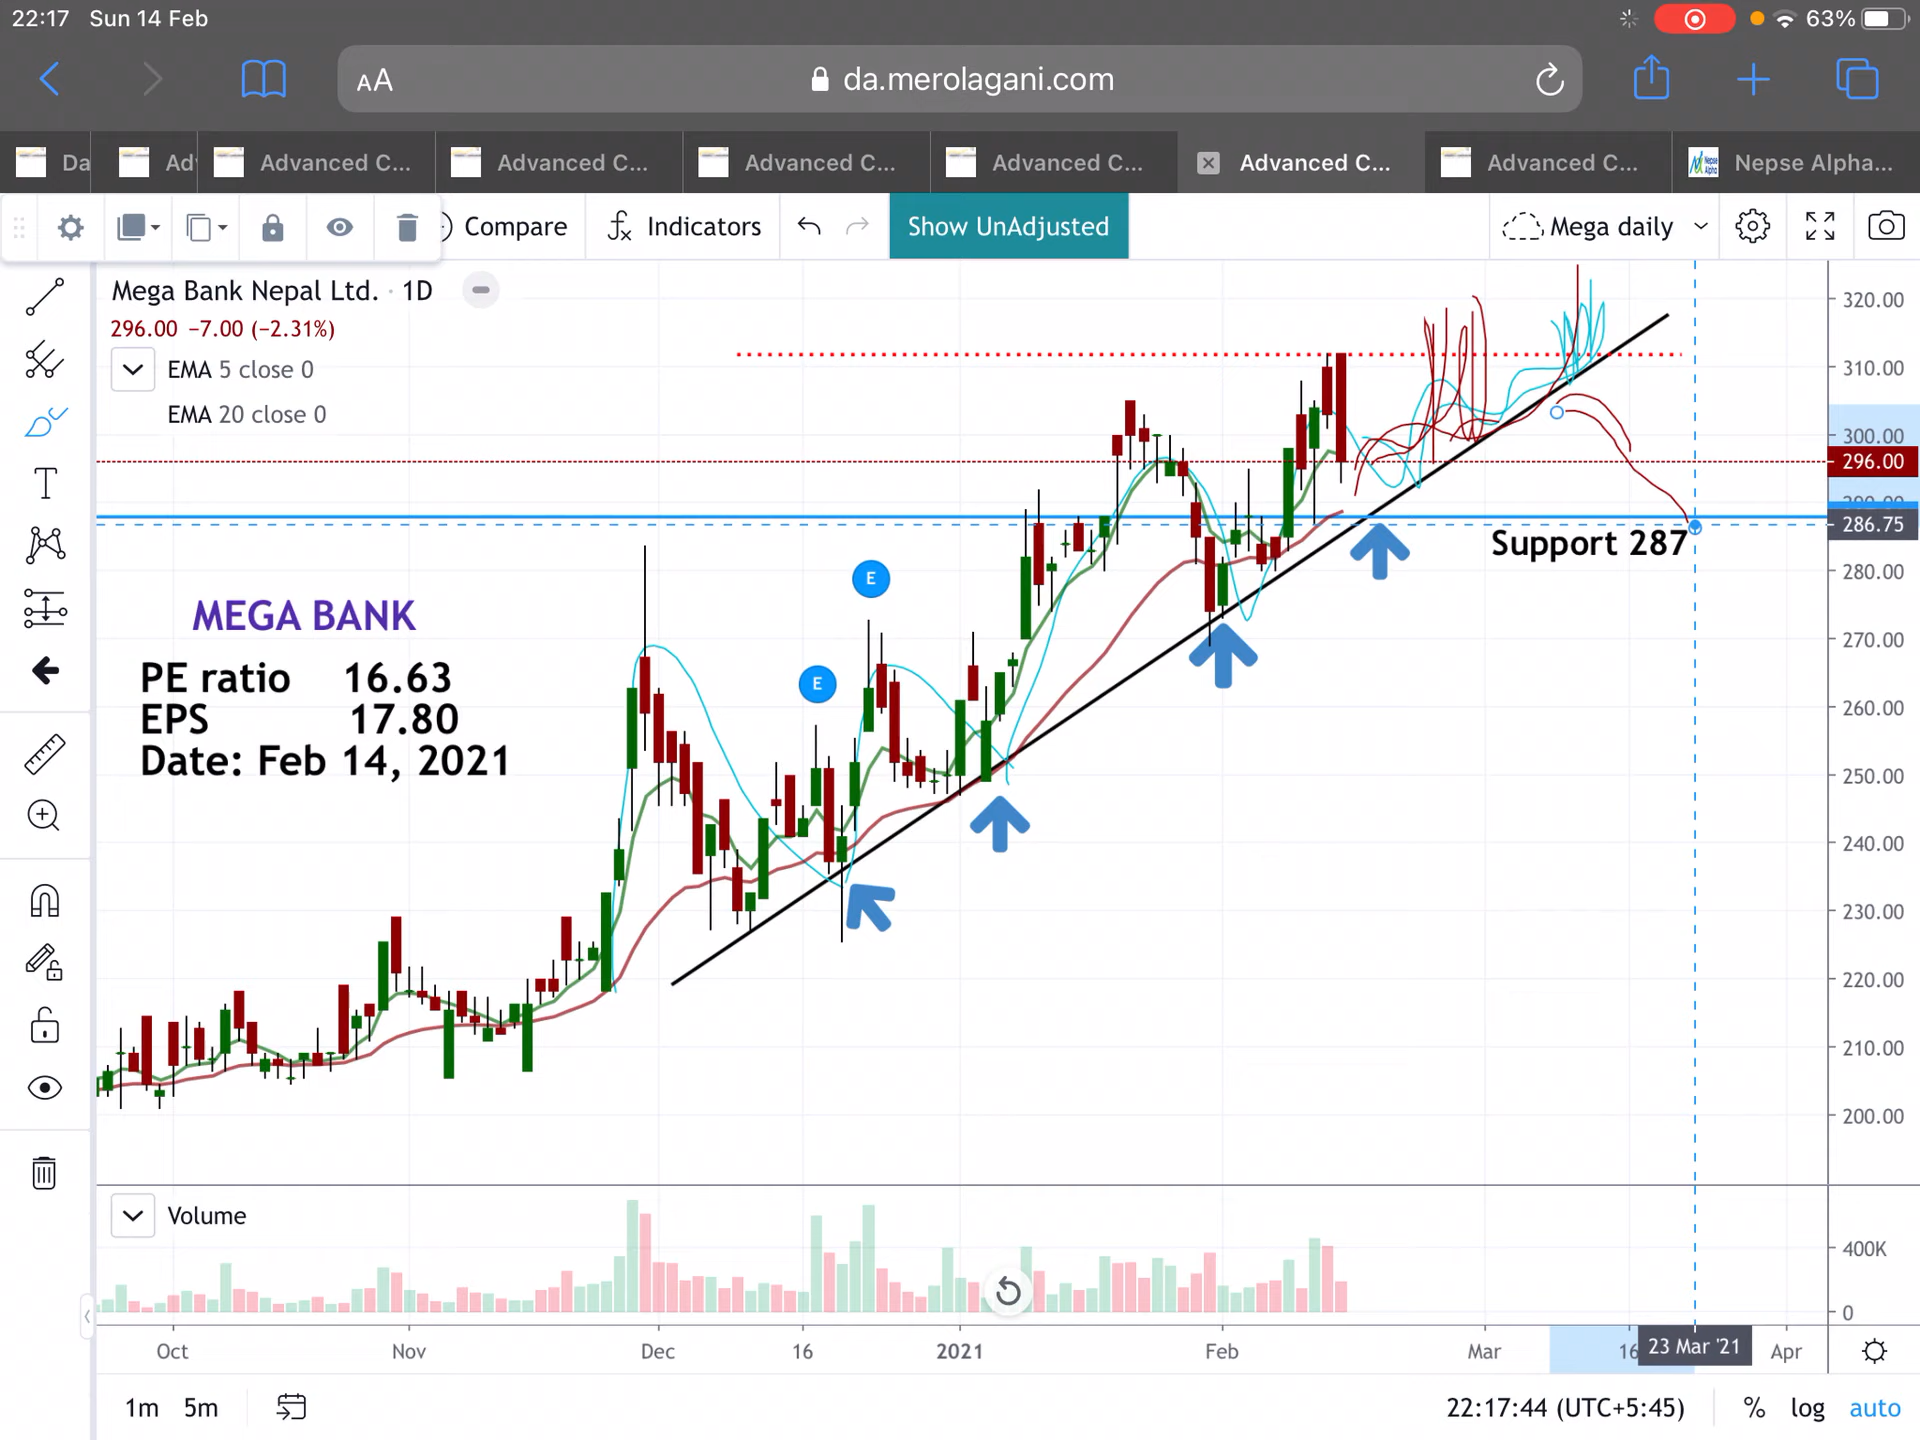 22:17 Sun 14 Feb
63%
AA
da.merolagani.com
Da
Ad
Advanced C...
Advanced C...
Advanced C...
Advanced C...
Advanced C...
Advanced C...
Nepse Alpha...
Compare
Indicators
Show UnAdjusted
Mega daily
Mega Bank Nepal Ltd. · 1D
296.00 −7.00 (−2.31%)
EMA 5 close 0
EMA 20 close 0
320.00
310.00
300.00
296.00
290.00
286.75
280.00
270.00
260.00
250.00
240.00
230.00
220.00
210.00
200.00
Support 287
E
E
MEGA BANK
PE ratio 16.63
EPS 17.80
Date: Feb 14, 2021
Volume
400K
0
Oct Nov Dec 16 2021 Feb Mar 16 23 Mar '21 Apr
1m 5m
22:17:44 (UTC+5:45) % log auto